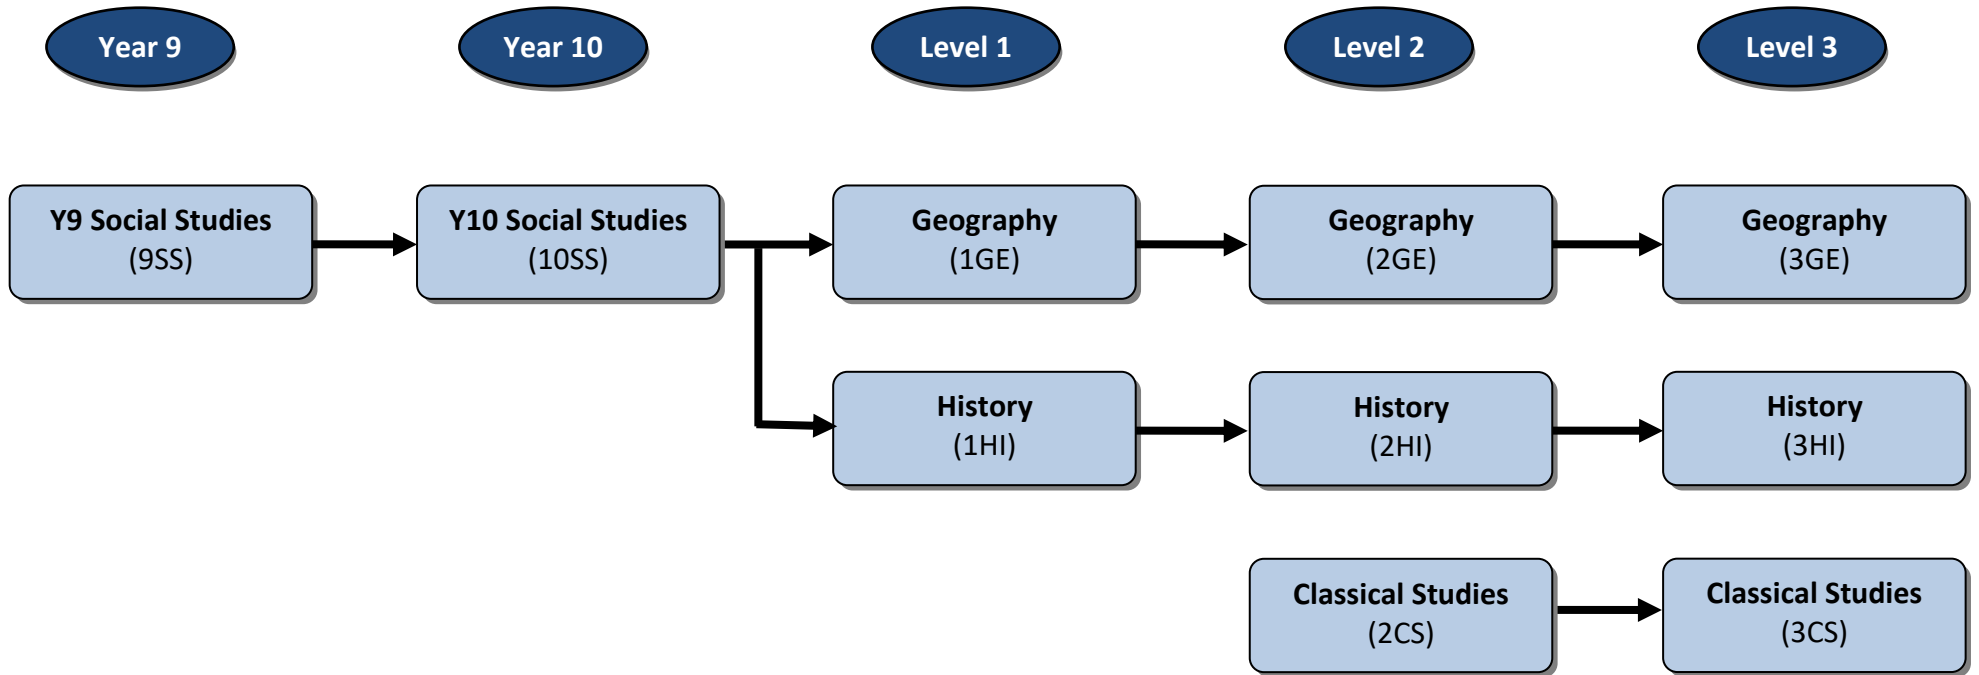 Year 9
Year 10
Level 1
Level 2
Level 3
Y9 Social Studies
(9SS)
Y10 Social Studies
(10SS)
Geography
(1GE)
Geography
(2GE)
Geography
(3GE)
History
(1HI)
History
(2HI)
History
(3HI)
Classical Studies
(2CS)
Classical Studies
(3CS)